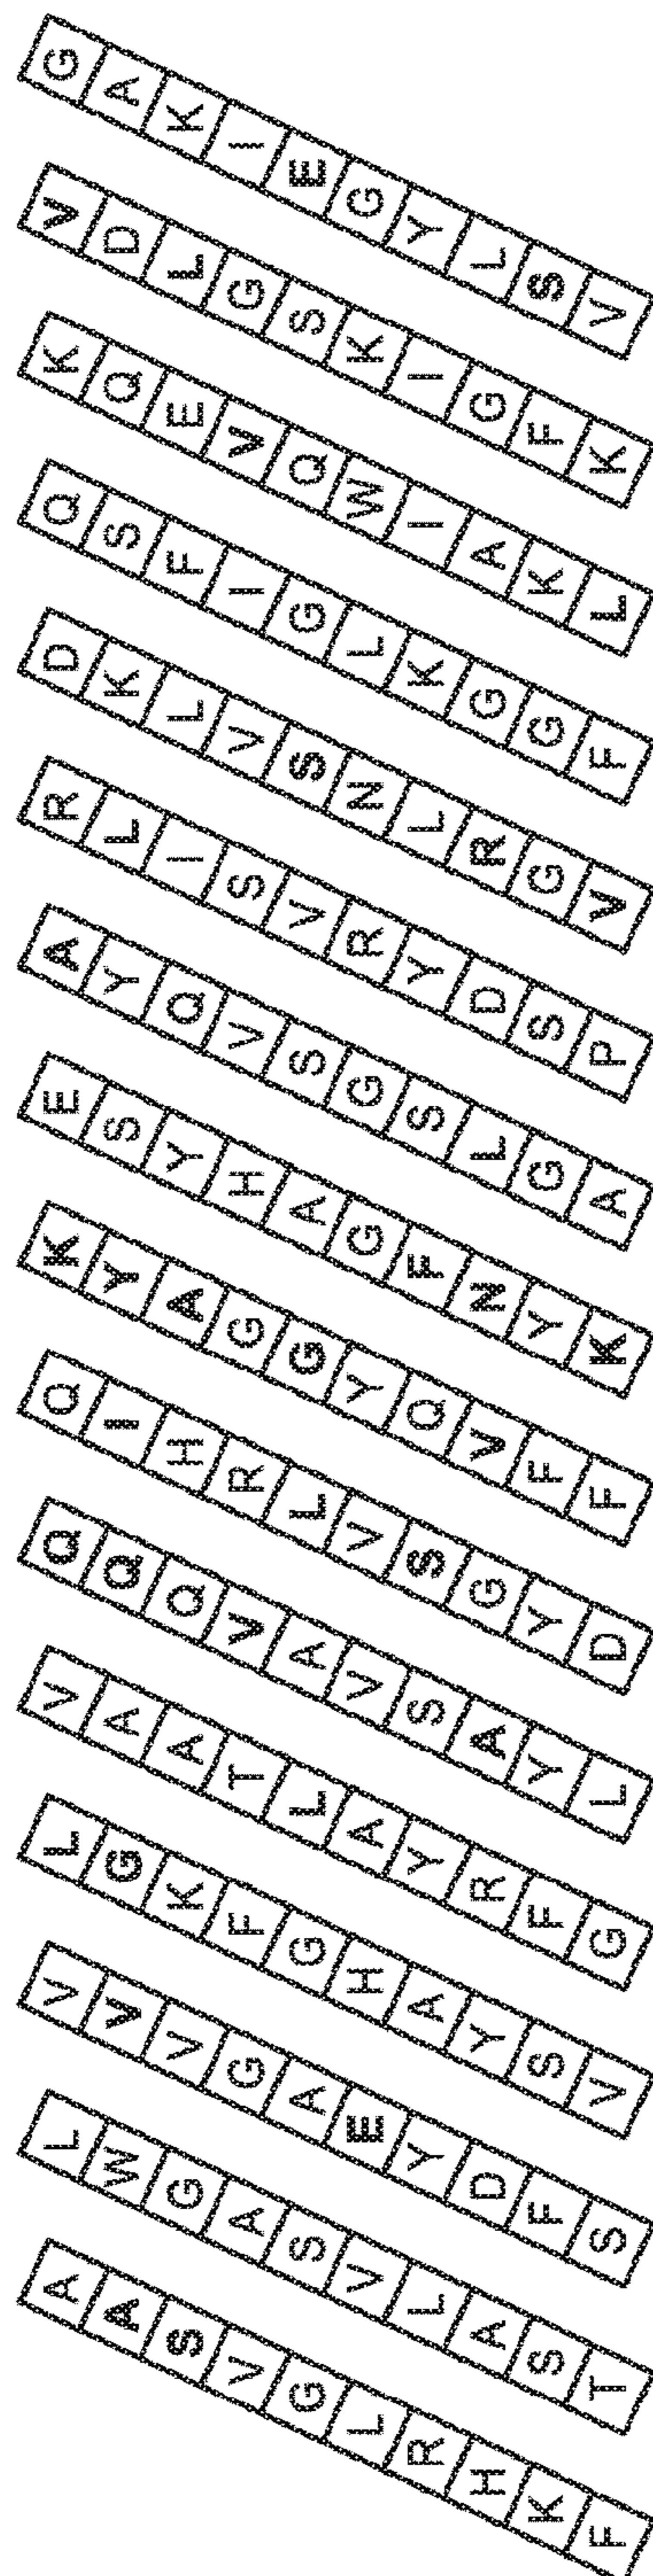 AASVGLRHKF
LWGASVLAST
VVVGAEYDFS
LGKFGHAYSV
VAATLAYRFG
QQQVAVSAYL
QIHRLVSGYD
KYAGGYQVFF
ESYHAGFNYK
AYQVSGSLGA
RLISVRYDSP
DKLVSNLRGV
QSFIGLKGGF
KQEVQWIAKL
VDLGSKIGFK
GAKIEGYLSV